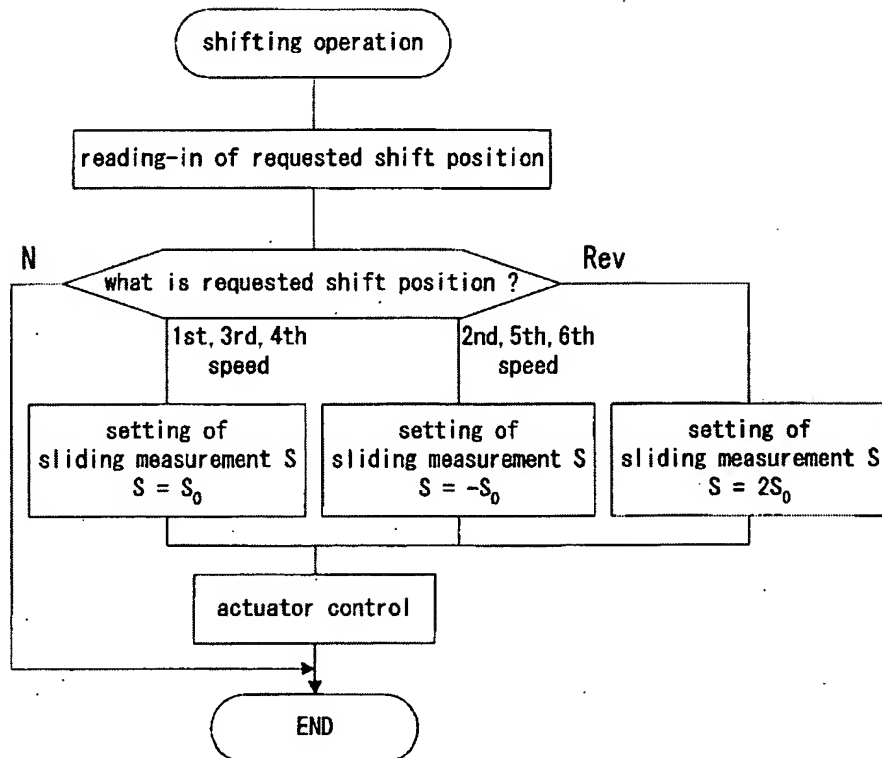 shifting operation
reading-in of requested shift position
N
what is requested shift position ?
Rev
1st, 3rd, 4th
speed
2nd, 5th, 6th
speed
setting of
sliding measurement S
S = S₀
setting of
sliding measurement S
S = -S₀
setting of
sliding measurement S
S = 2S₀
actuator control
END